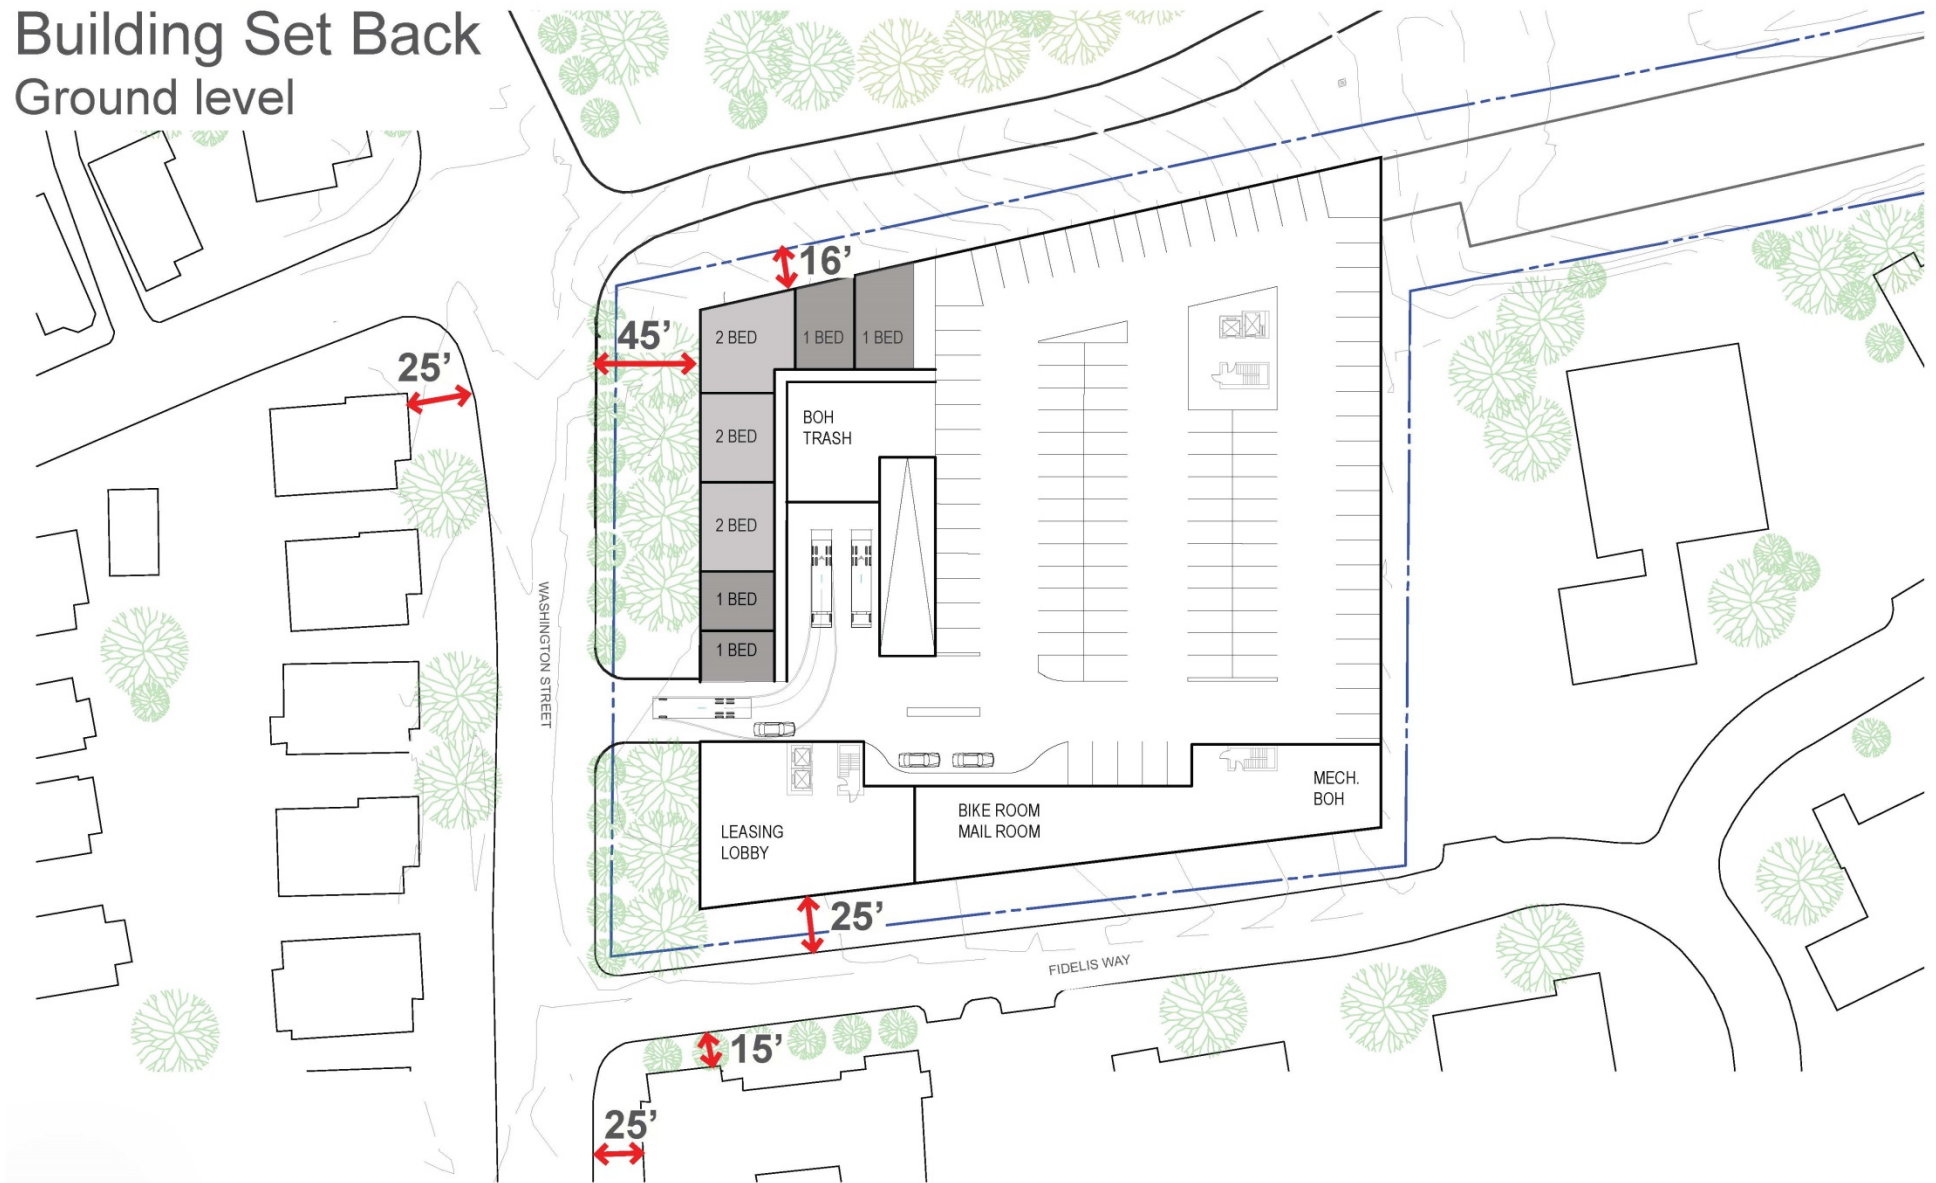 Building Set Back
Ground level
16’
45’
25’
2 BED
1 BED
1 BED
2 BED
BOH
TRASH
2 BED
1 BED
1 BED
WASHINGTON STREET
LEASING
LOBBY
BIKE ROOM
MAIL ROOM
MECH.
BOH
25’
FIDELIS WAY
15’
25’